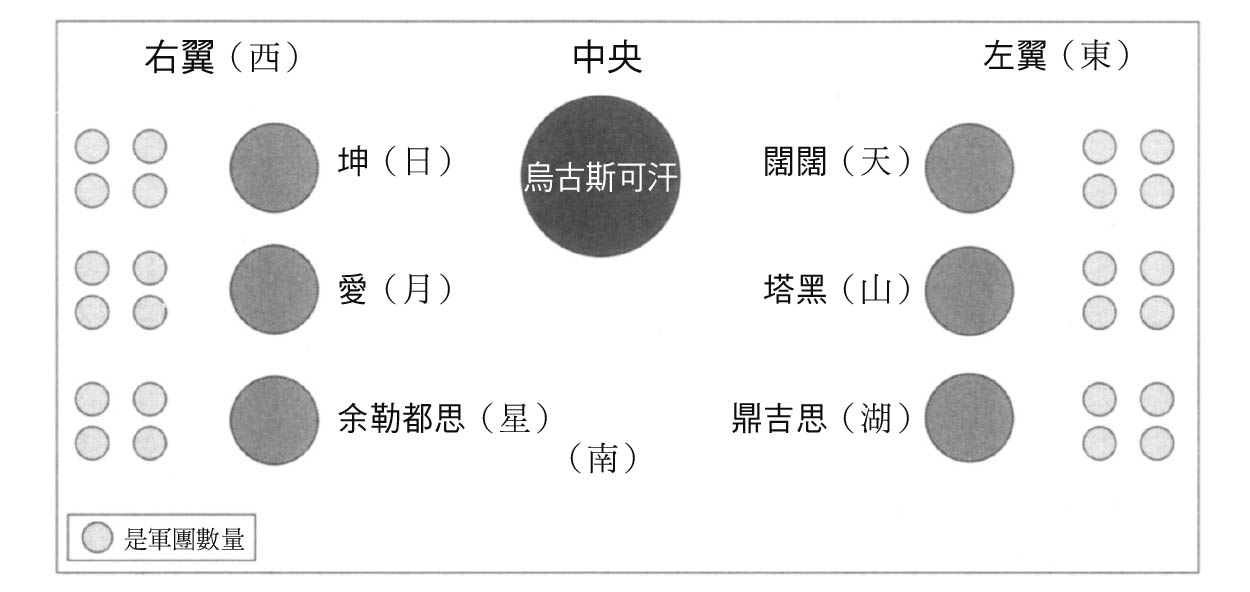 右翼（西）
中央
左翼（東）
烏古斯可汗
坤（日）
闊闊（天）
愛（月）
塔黑（山）
余勒都思（星）
鼎吉思（湖）
（南）
是軍團數量